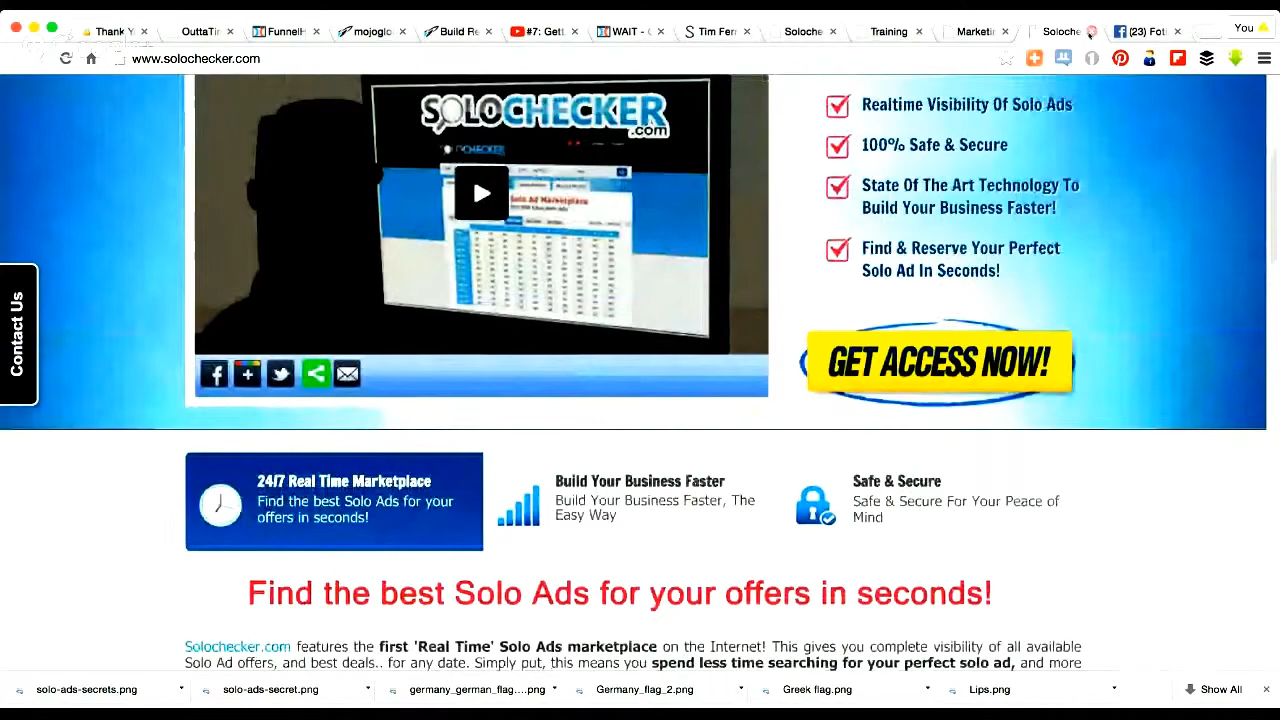 Thank Y
OuttaTi
FunnelH
mojoglo
Build Re
#7: Getl
WAIT - (
Tim Fer
Soloche
Training
Marketi
Soloche
(23) Fotl
You
www.solochecker.com
SOLOCHECKER
.com
Solo Ad Marketplace
Realtime Visibility Of Solo Ads
100% Safe & Secure
State Of The Art Technology To
Build Your Business Faster!
Find & Reserve Your Perfect
Solo Ad In Seconds!
GET ACCESS NOW!
Contact Us
24/7 Real Time Marketplace
Find the best Solo Ads for your
offers in seconds!
Build Your Business Faster
Build Your Business Faster, The
Easy Way
Safe & Secure
Safe & Secure For Your Peace of
Mind
Find the best Solo Ads for your offers in seconds!
Solochecker.com features the first 'Real Time' Solo Ads marketplace on the Internet! This gives you complete visibility of all available
Solo Ad offers, and best deals.. for any date. Simply put, this means you spend less time searching for your perfect solo ad, and more
solo-ads-secrets.png
solo-ads-secret.png
germany_german_flag....png
Germany_flag_2.png
Greek flag.png
Lips.png
Show All